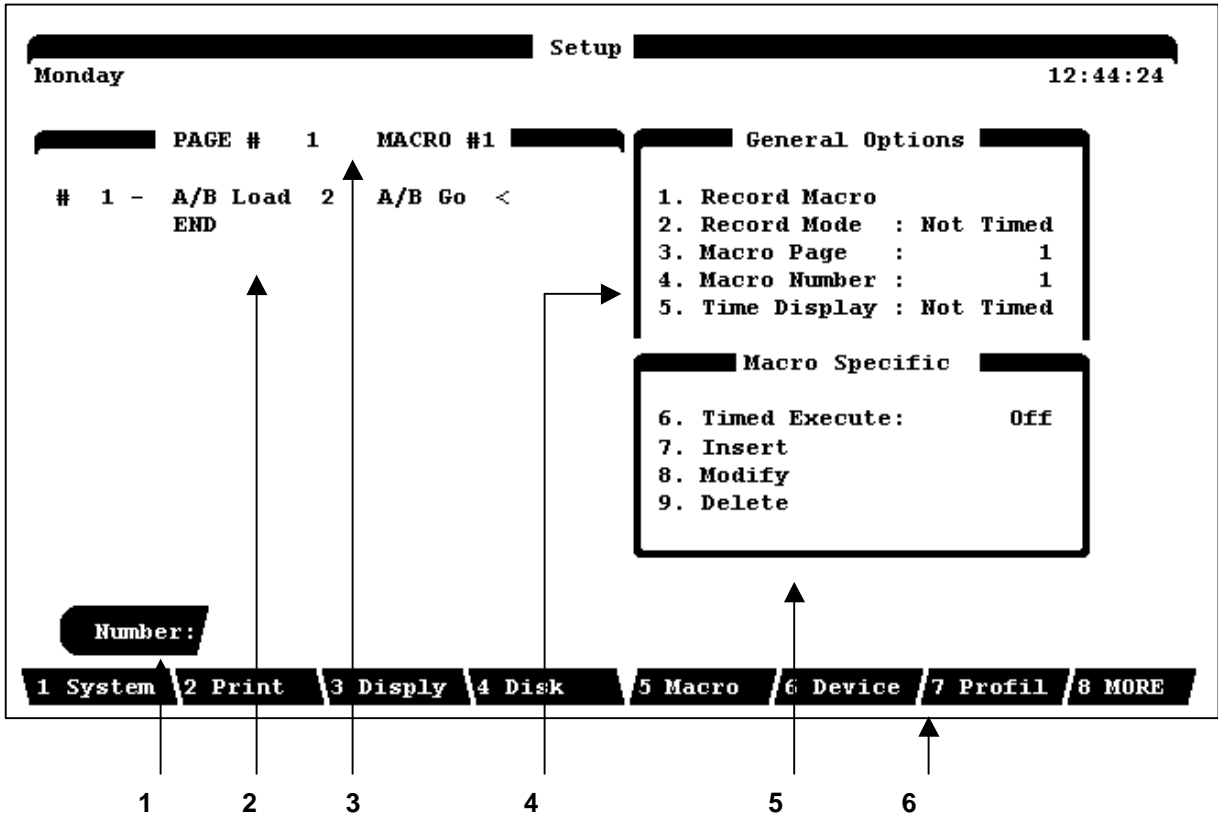 Setup
Monday 12:44:24
PAGE # 1 MACRO #1
# 1 - A/B Load 2 A/B Go <
END
General Options
1. Record Macro
2. Record Mode : Not Timed
3. Macro Page : 1
4. Macro Number : 1
5. Time Display : Not Timed
Macro Specific
6. Timed Execute: Off
7. Insert
8. Modify
9. Delete
Number:
1 System 2 Print 3 Disply 4 Disk 5 Macro 6 Device 7 Profil 8 MORE
1 2 3 4 5 6